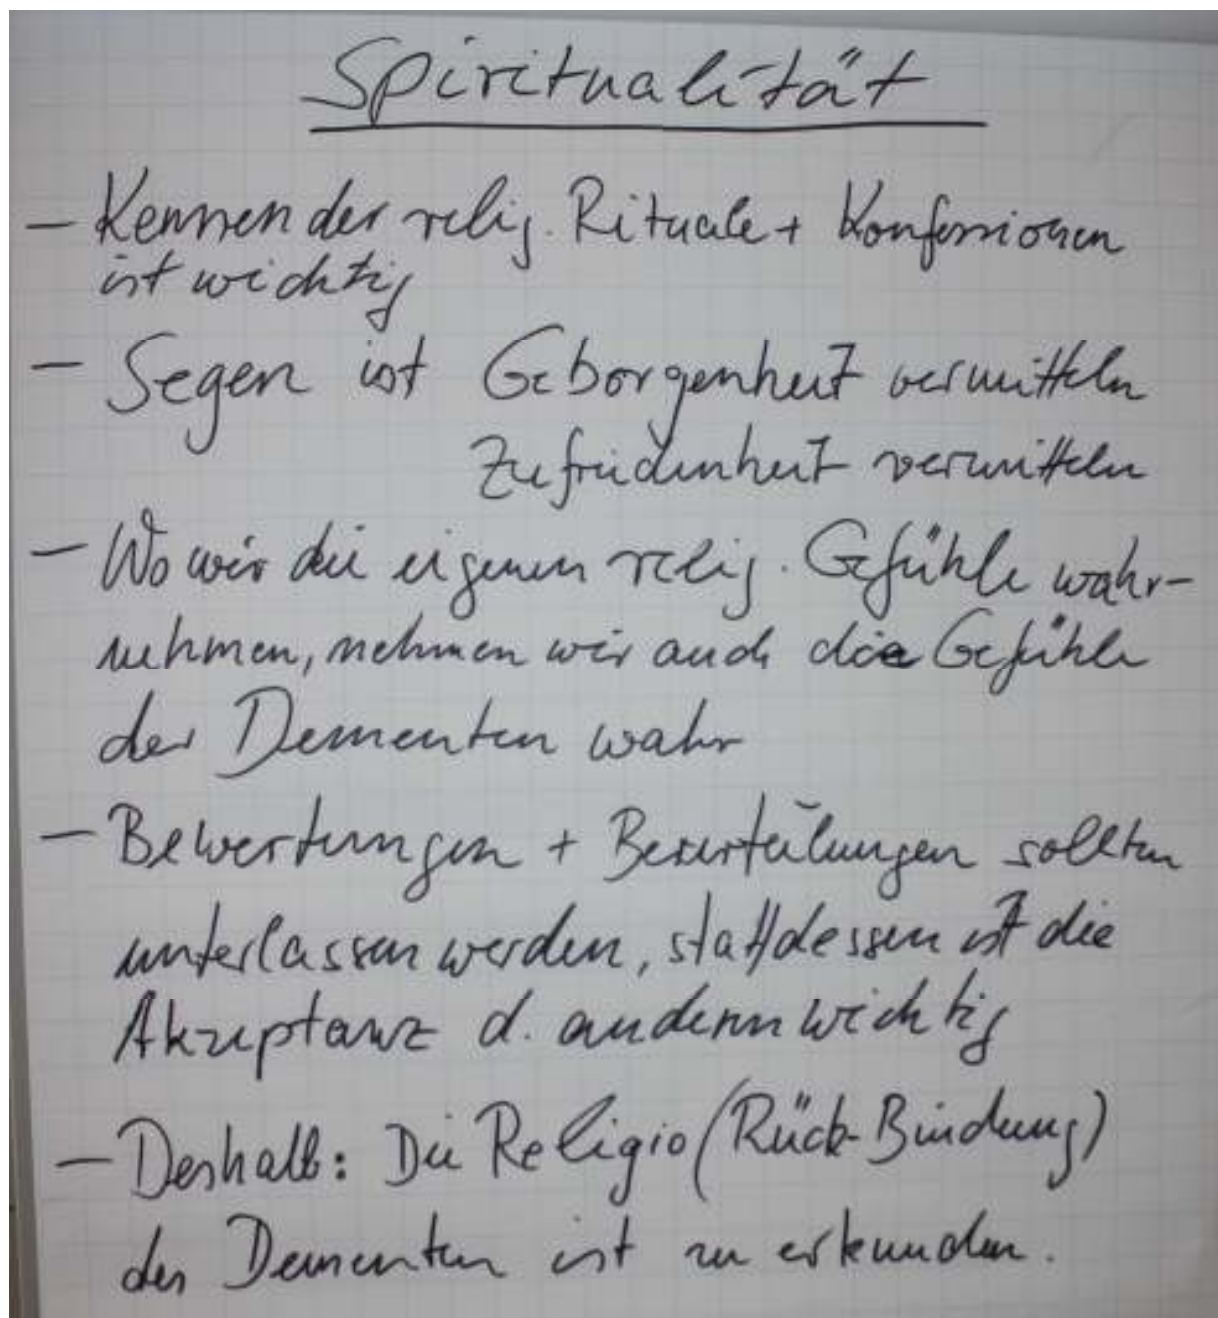 Spiritualität
- Kennen der relig. Rituale + Konfessionen
ist wichtig
- Segen ist Geborgenheit vermitteln
Zufriedenheit vermitteln
- Wo wir die eigenen relig. Gefühle wahr-
nehmen, nehmen wir auch die Gefühle
der Dementen wahr
- Bewertungen + Beurteilungen sollten
unterlassen werden, stattdessen ist die
Akzeptanz d. anderen wichtig
- Deshalb: Die Religio (Rück-Bindung)
des Dementen ist zu erkunden.